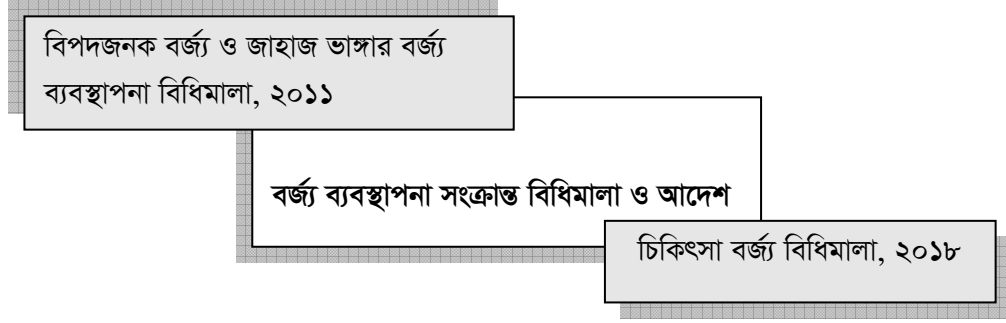 বিপদজনক বর্জ্য ও জাহাজ ভাঙ্গার বর্জ্য
ব্যবস্থাপনা বিধিমালা, ২০১১
বর্জ্য ব্যবস্থাপনা সংক্রান্ত বিধিমালা ও আদেশ
চিকিৎসা বর্জ্য বিধিমালা, ২০১৮